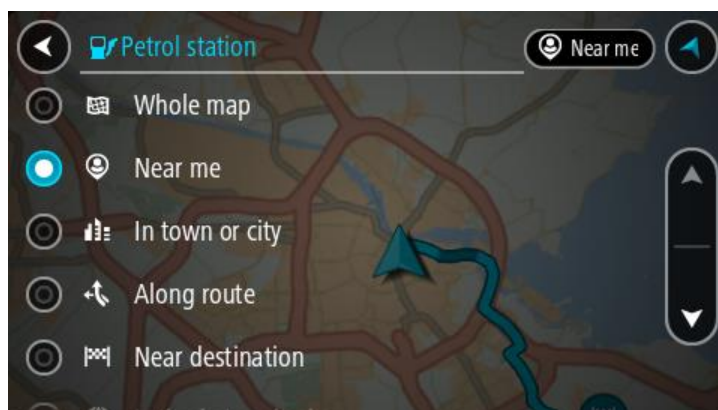 Petrol station
Near me
Whole map
Near me
In town or city
Along route
Near destination